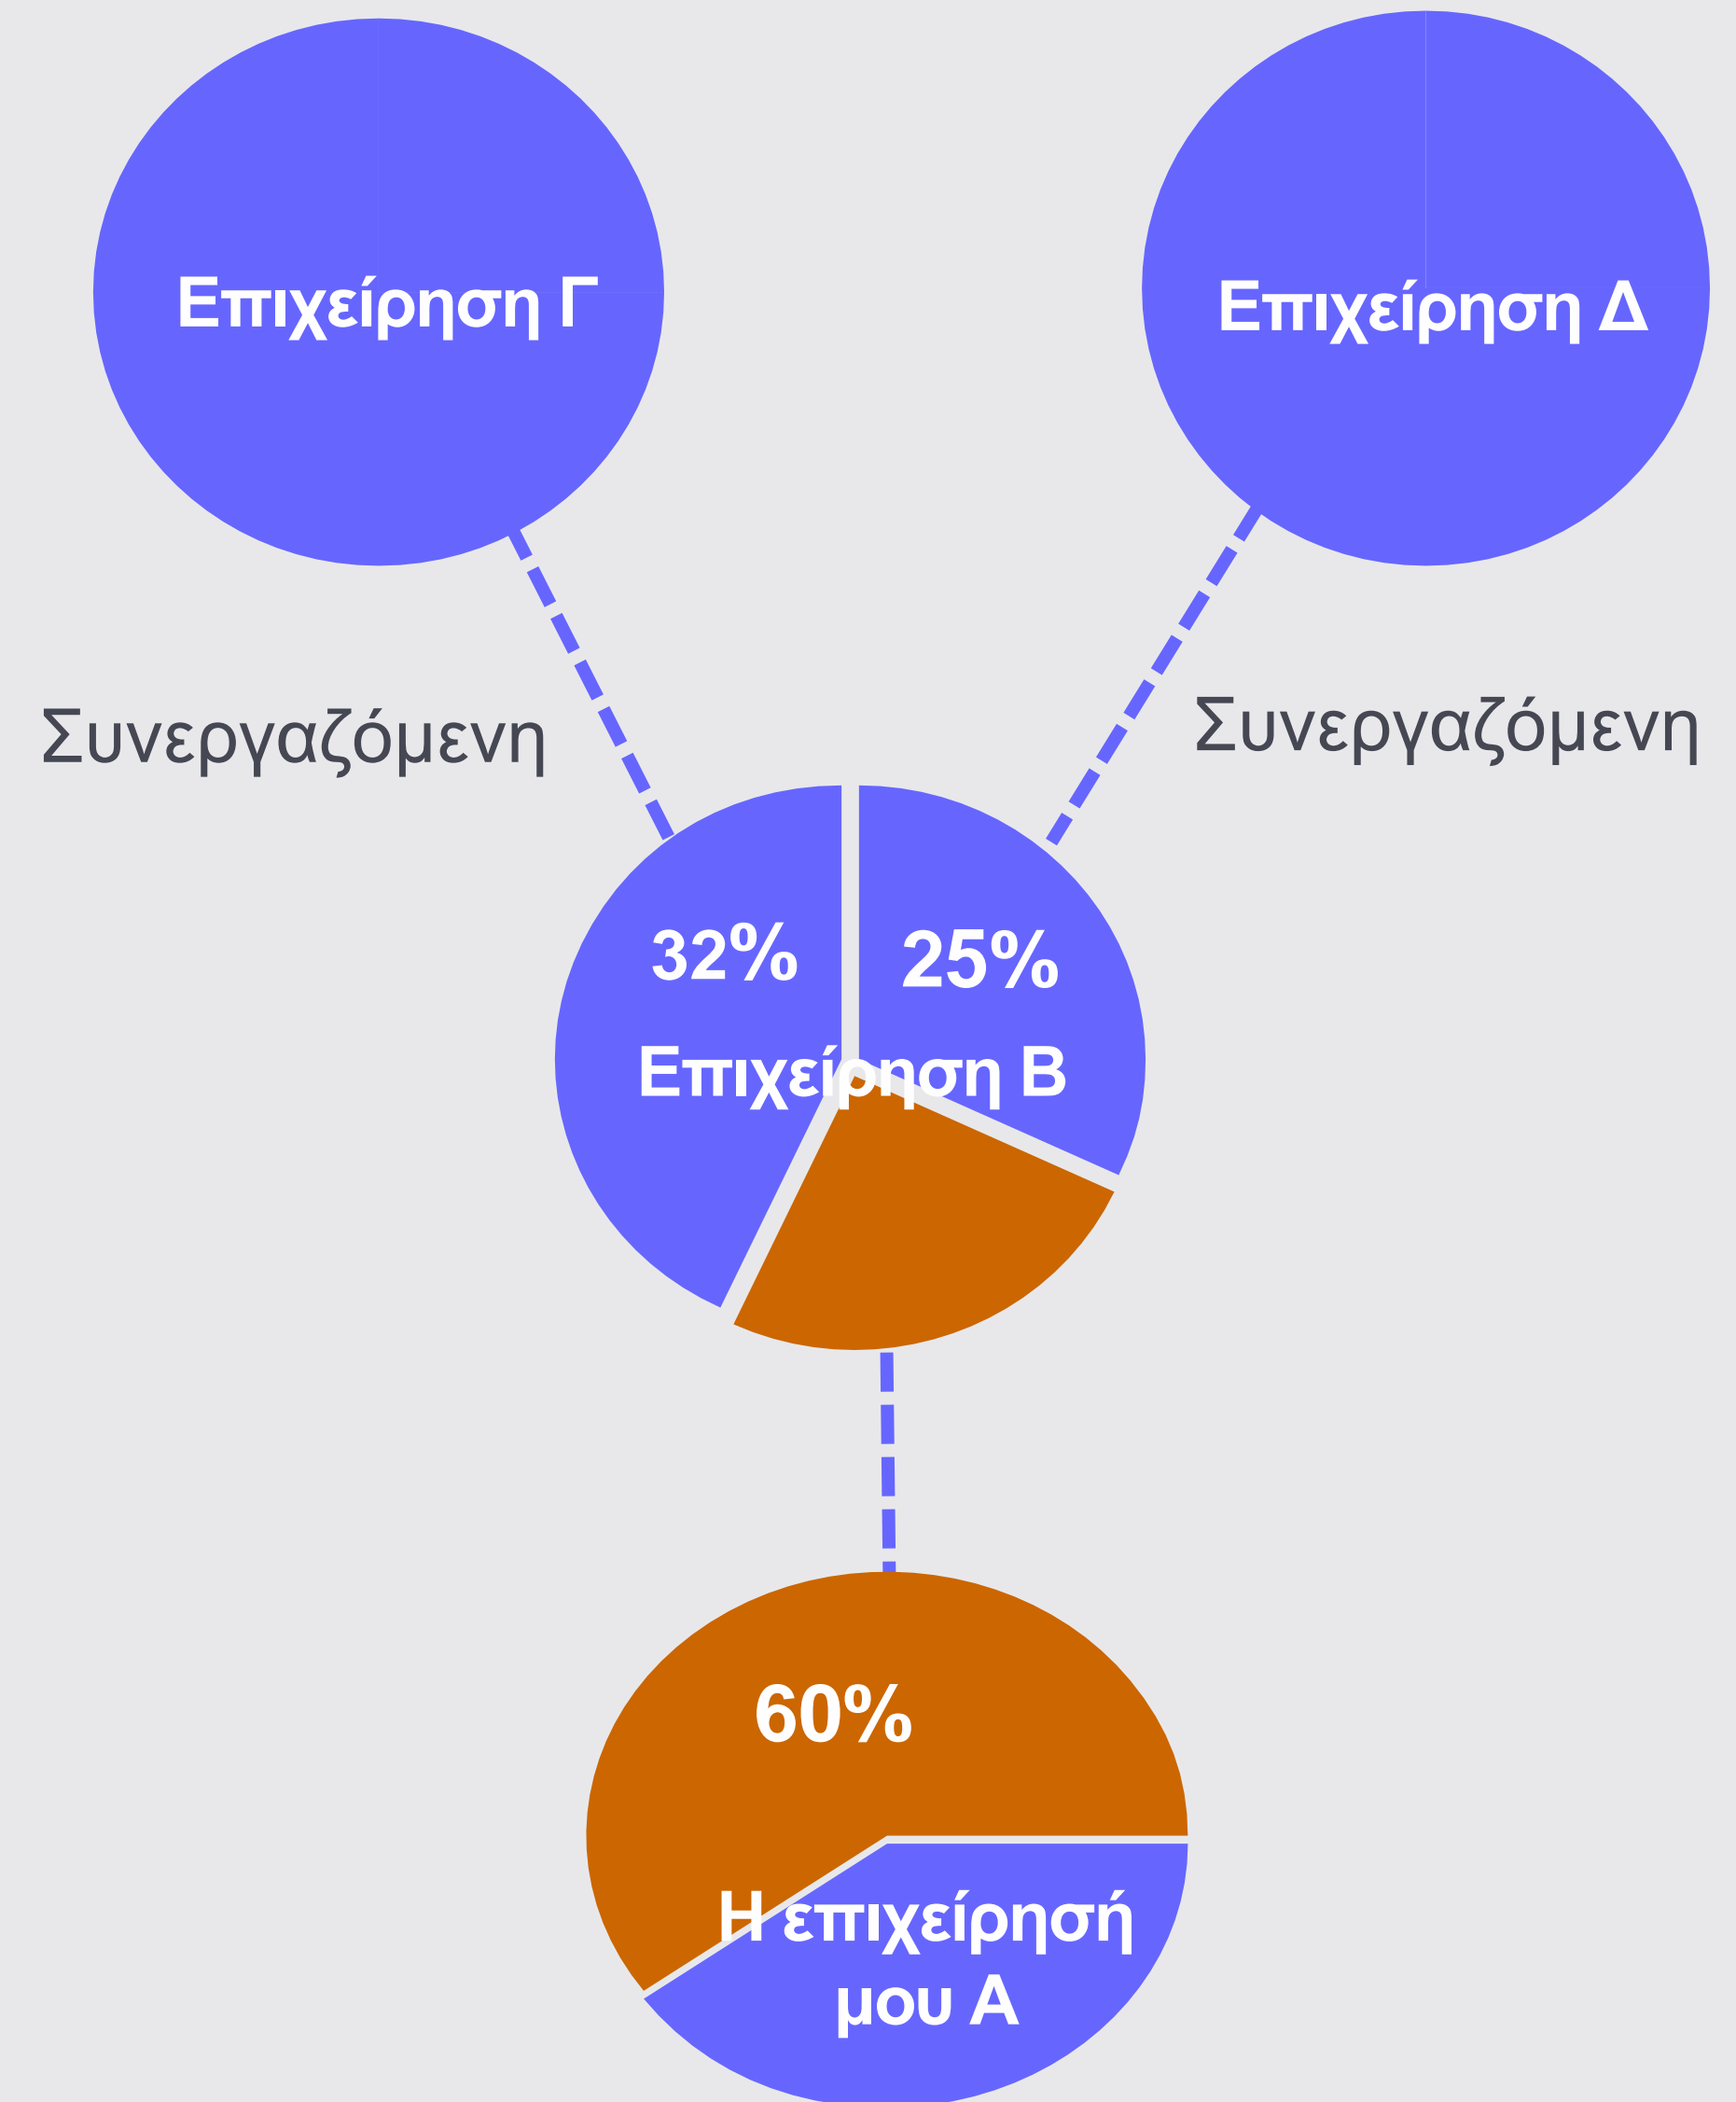 Επιχείρηση Γ
Επιχείρηση Δ
Συνεργαζόμενη
Συνεργαζόμενη
32%
25%
Επιχείρηση Β
60%
Η επιχείρησή
μου Α